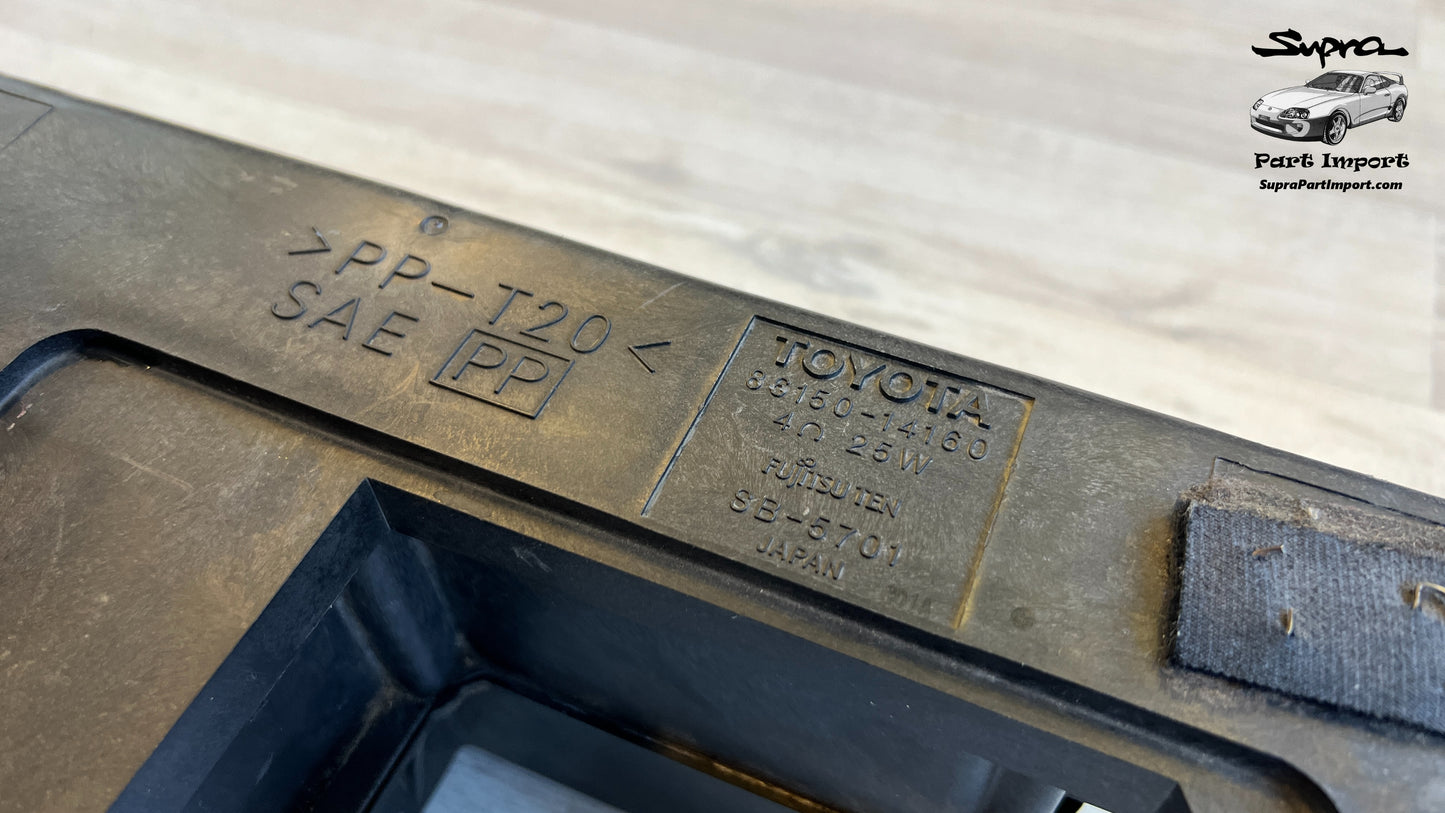 Supra
Part Import
SupraPartImport.com
>PP-T20<
SAE PP
TOYOTA
86150-14160
4Ω 25W
FUJITSU TEN
SB-5701
JAPAN